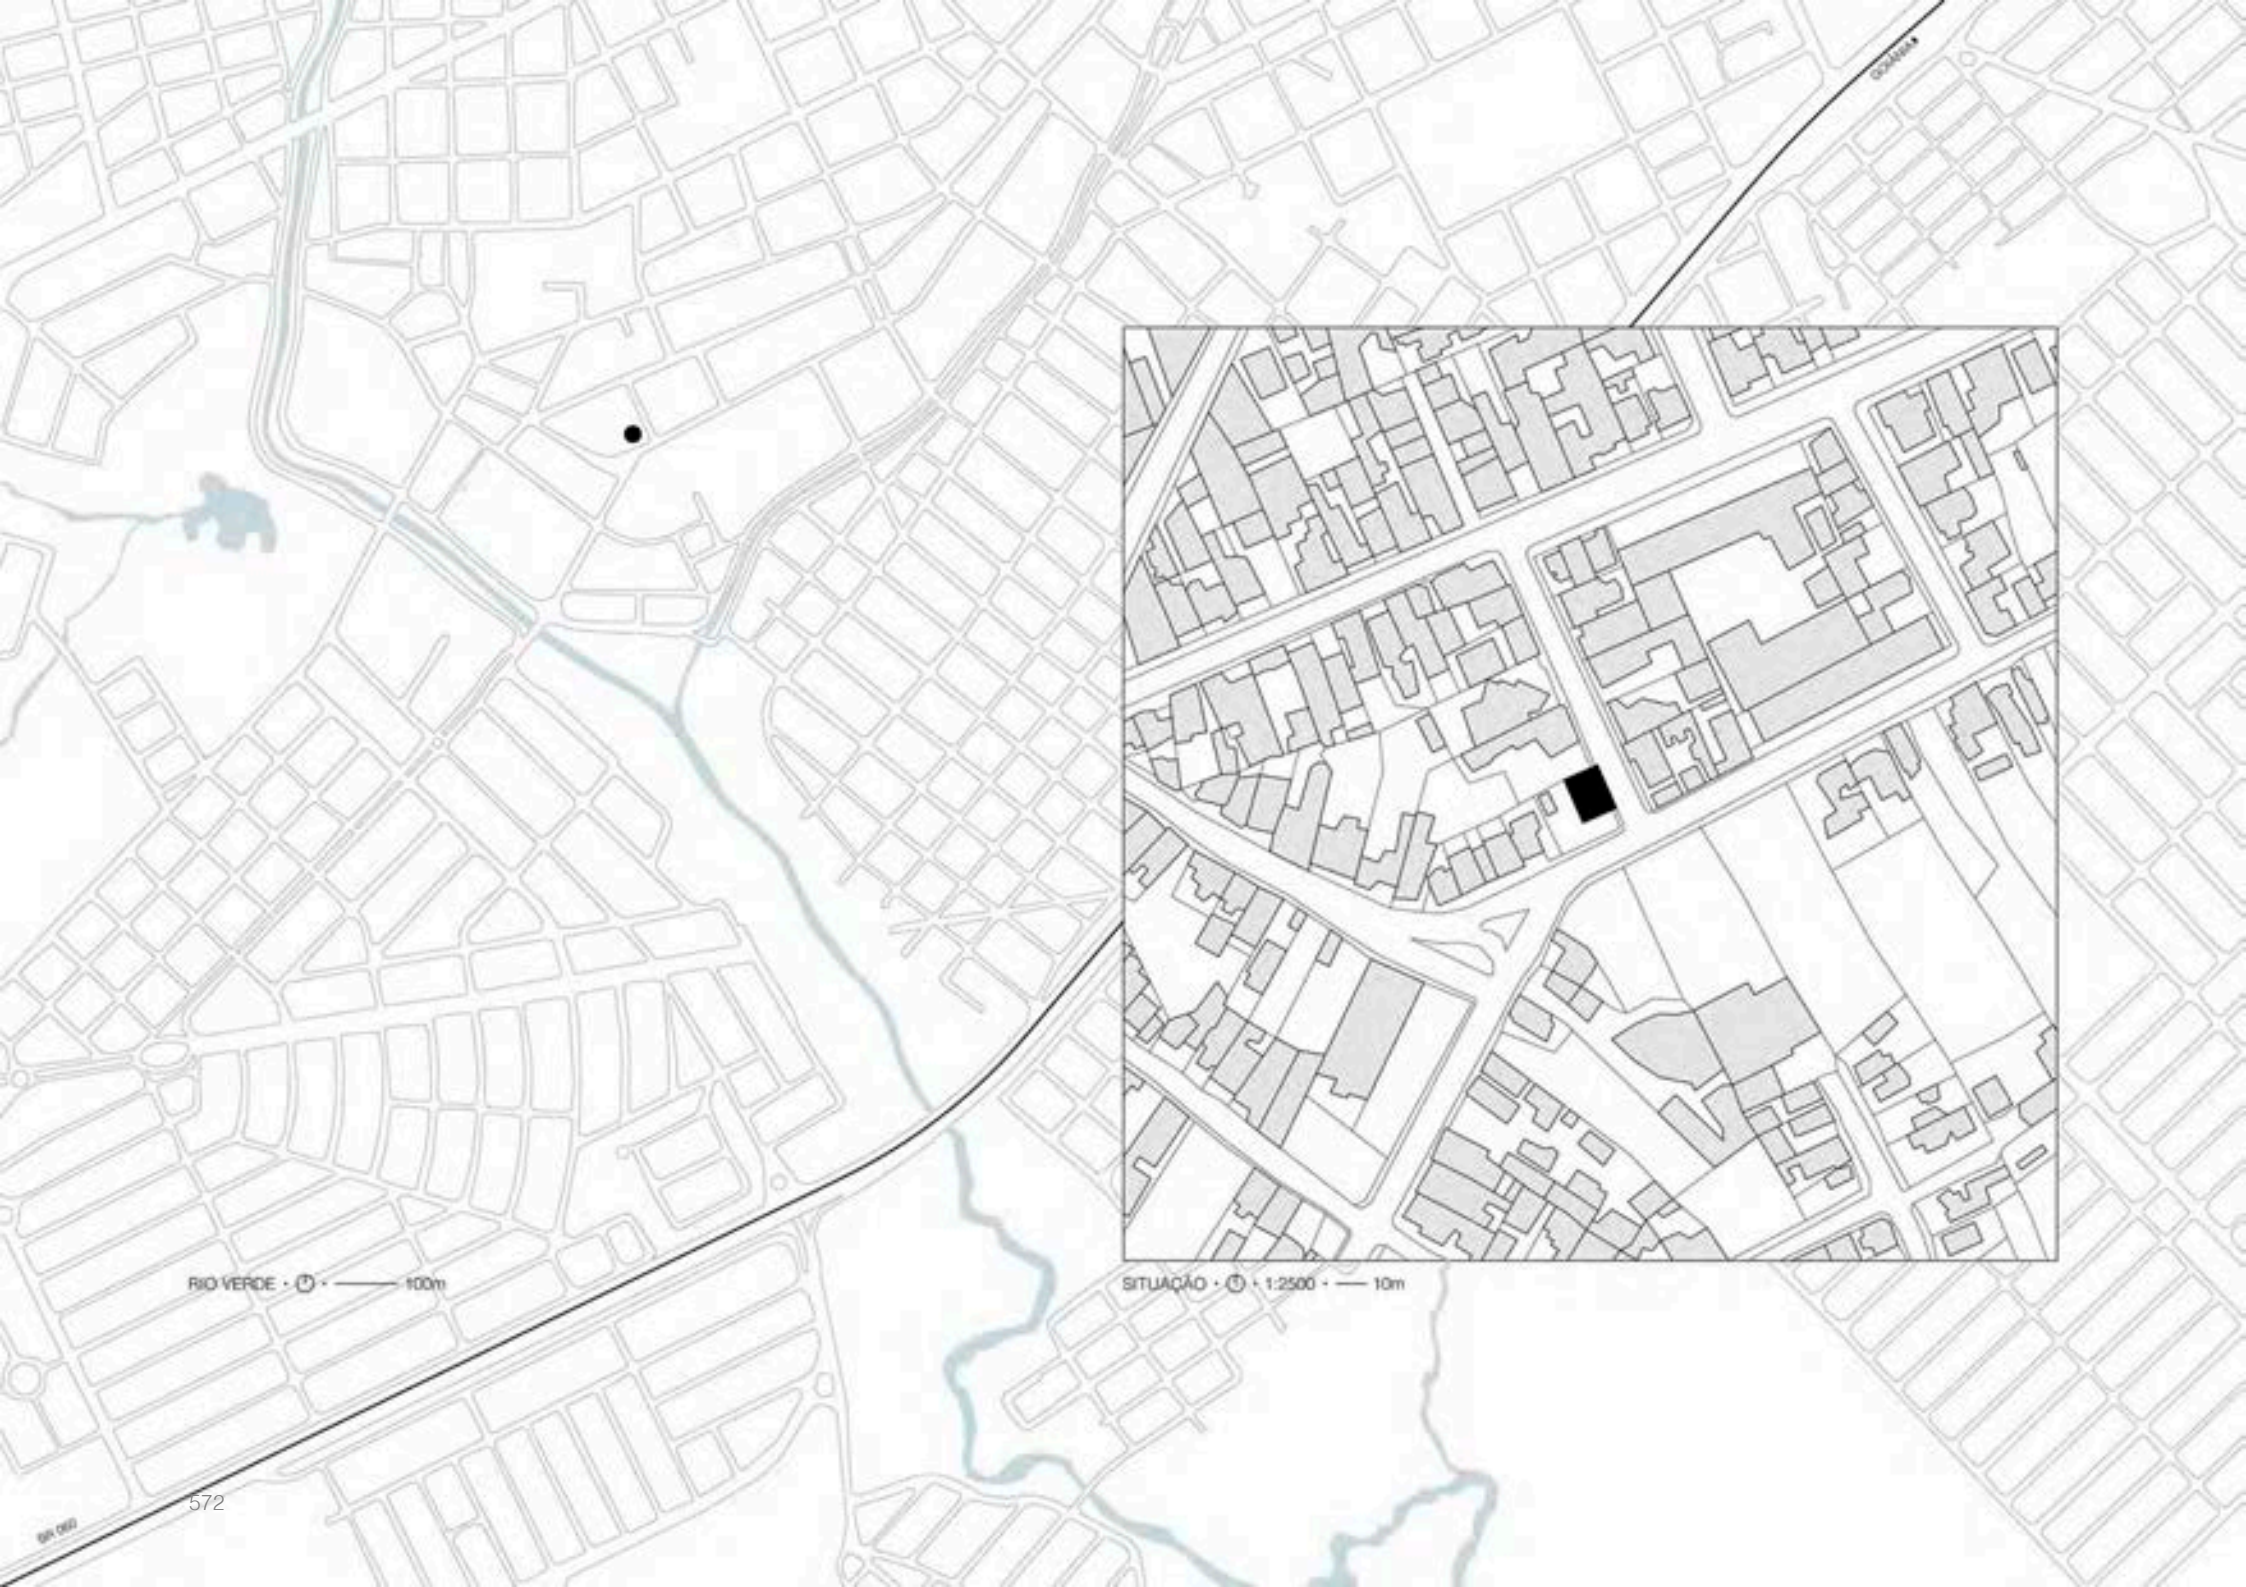 GOIÂNIA
RIO VERDE · 100m
SITUAÇÃO · 1:2500 · 10m
572
BR 060